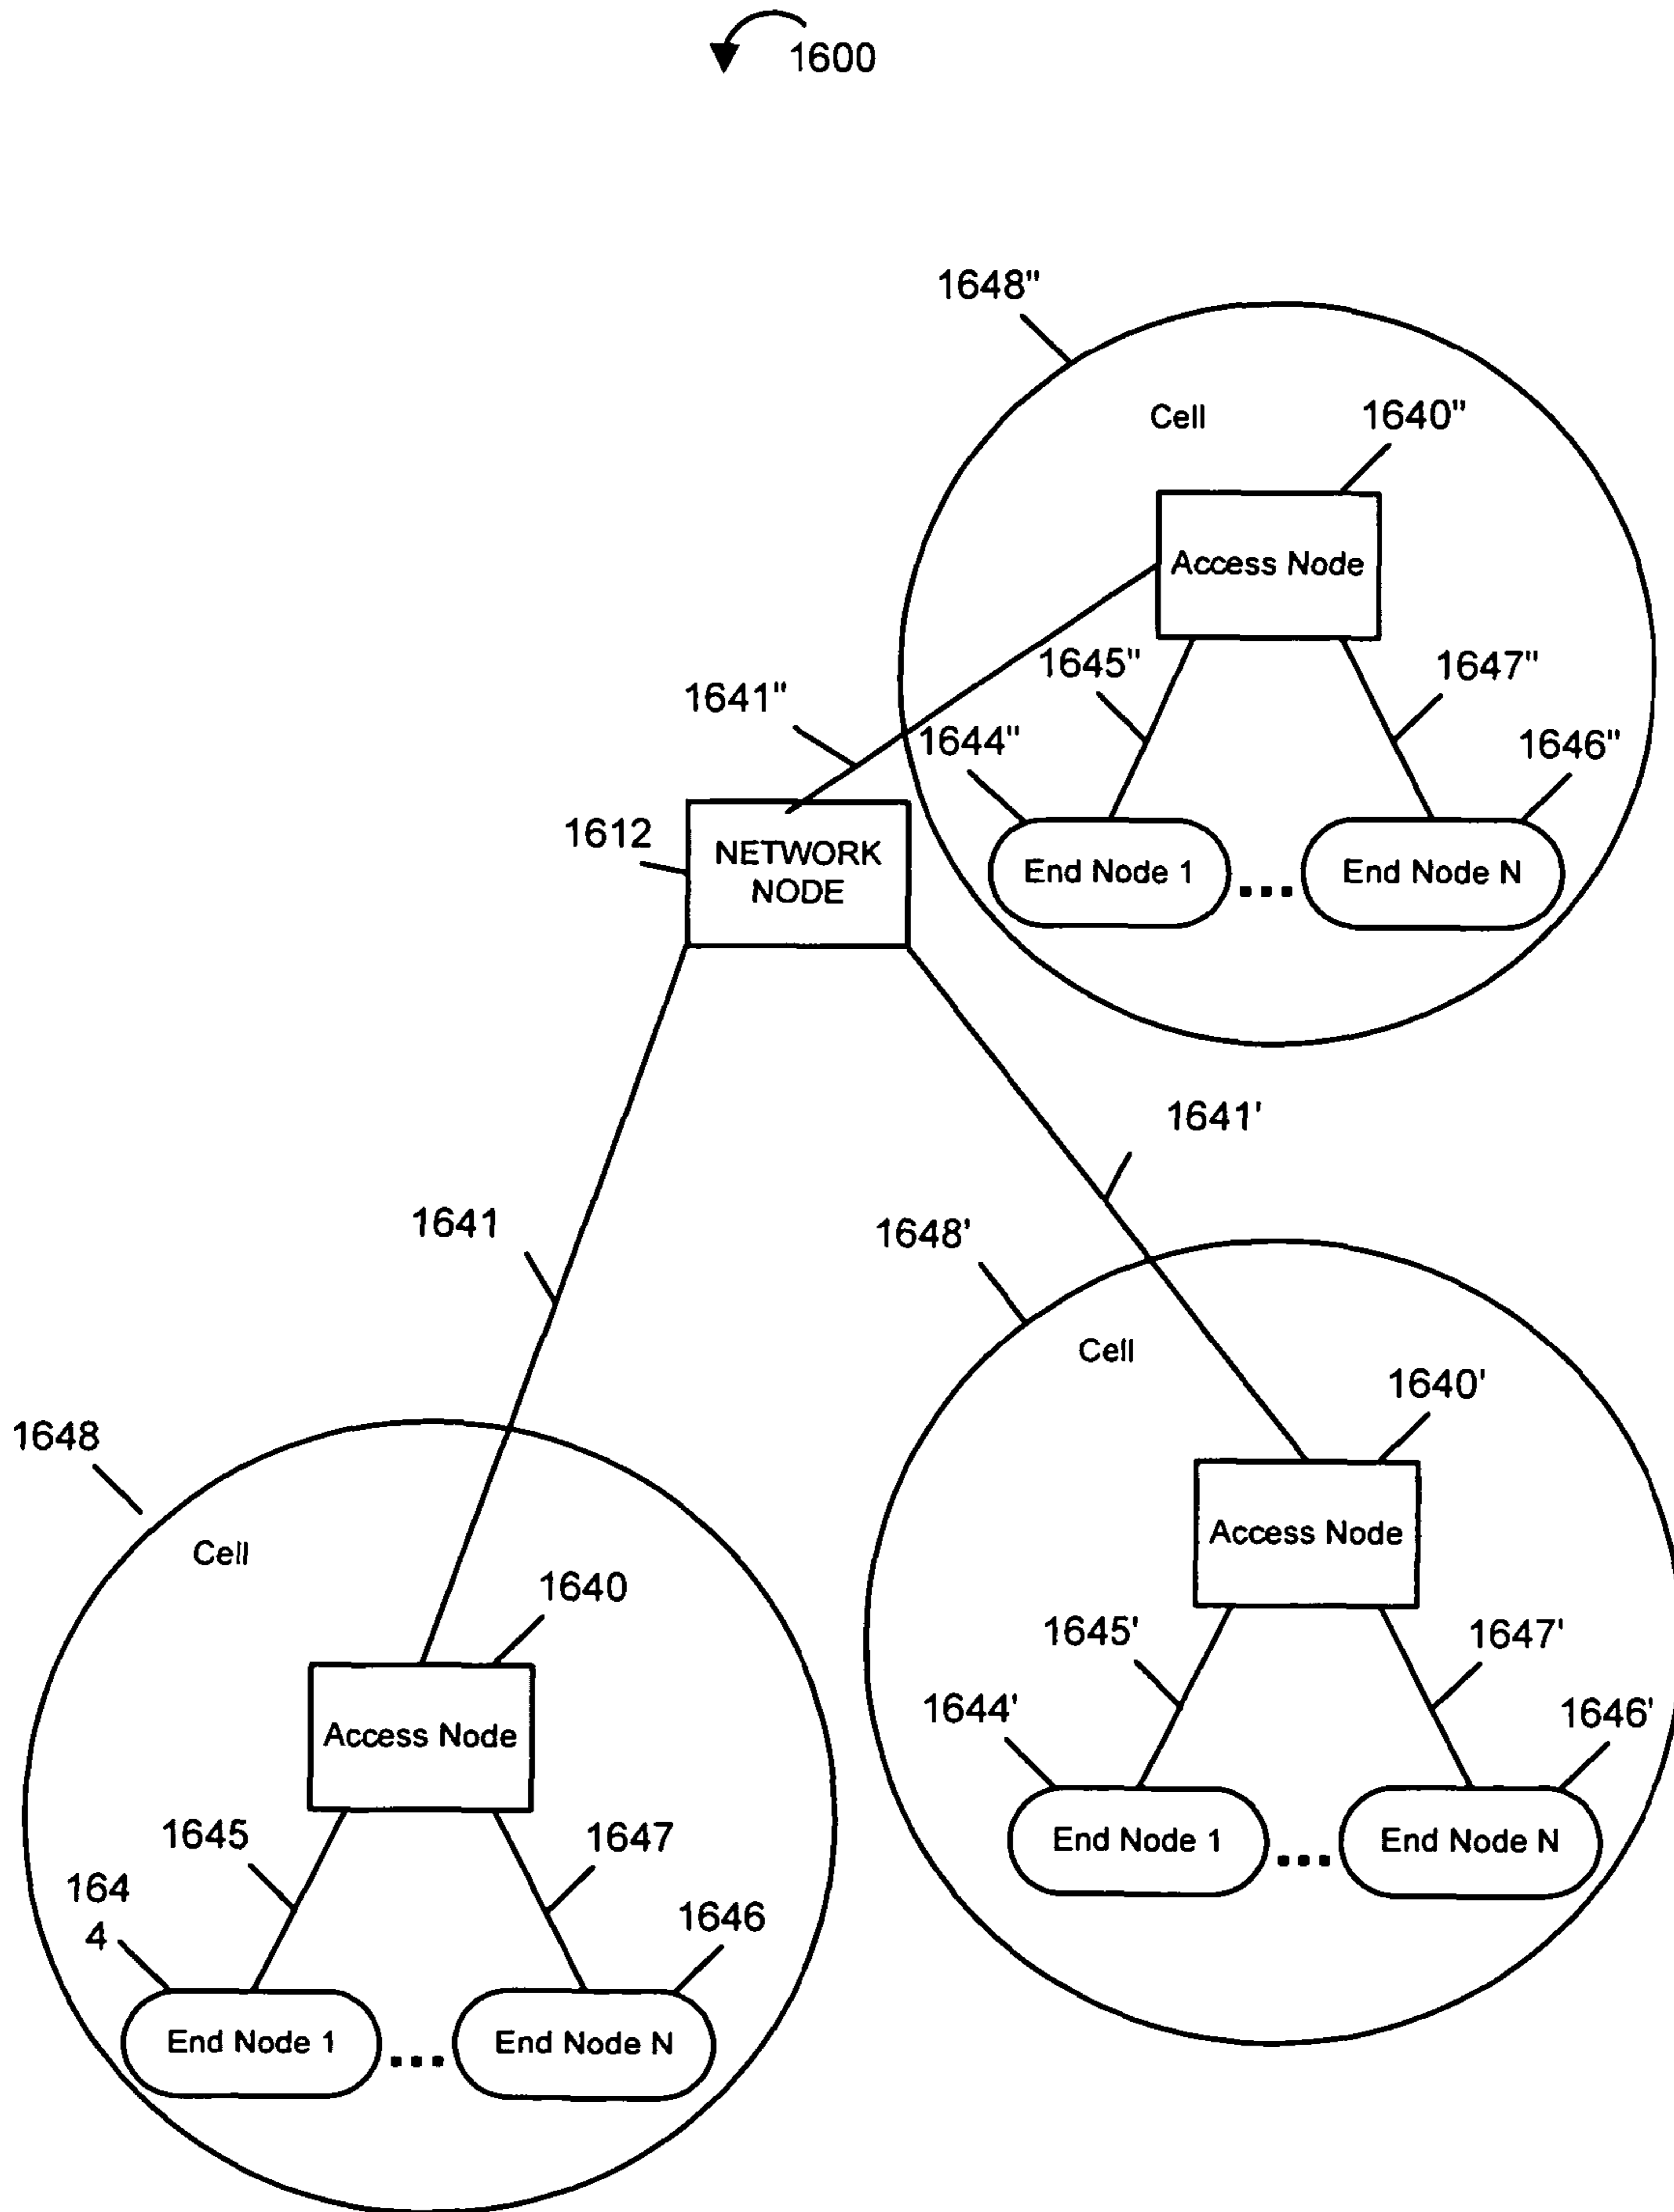 1600
1648"
Cell
1640"
Access Node
1645"
1647"
1641"
1644"
1646"
1612
NETWORK
NODE
End Node 1
...
End Node N
1641'
1641
1648'
Cell
1640'
1648
Access Node
Cell
1640
1645'
1647'
1644'
1646'
Access Node
1645
1647
End Node 1
...
End Node N
164
4
1646
End Node 1
...
End Node N